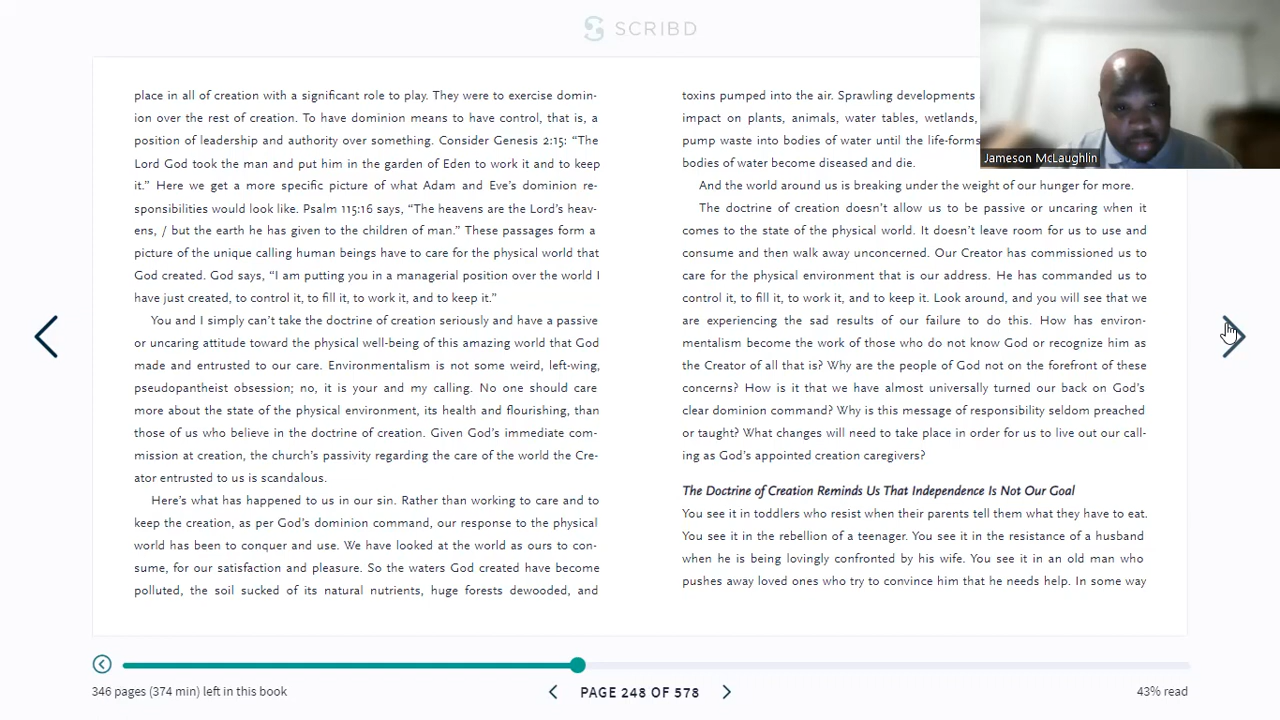 SCRIBD
place in all of creation with a significant role to play. They were to exercise domin-
ion over the rest of creation. To have dominion means to have control, that is, a
position of leadership and authority over something. Consider Genesis 2:15: “The
Lord God took the man and put him in the garden of Eden to work it and to keep
it.” Here we get a more specific picture of what Adam and Eve’s dominion re-
sponsibilities would look like. Psalm 115:16 says, “The heavens are the Lord’s heav-
ens, / but the earth he has given to the children of man.” These passages form a
picture of the unique calling human beings have to care for the physical world that
God created. God says, “I am putting you in a managerial position over the world I
have just created, to control it, to fill it, to work it, and to keep it.”
You and I simply can’t take the doctrine of creation seriously and have a passive
or uncaring attitude toward the physical well-being of this amazing world that God
made and entrusted to our care. Environmentalism is not some weird, left-wing,
pseudopantheist obsession; no, it is your and my calling. No one should care
more about the state of the physical environment, its health and flourishing, than
those of us who believe in the doctrine of creation. Given God’s immediate com-
mission at creation, the church’s passivity regarding the care of the world the Cre-
ator entrusted to us is scandalous.
Here’s what has happened to us in our sin. Rather than working to care and to
keep the creation, as per God’s dominion command, our response to the physical
world has been to conquer and use. We have looked at the world as ours to con-
sume, for our satisfaction and pleasure. So the waters God created have become
polluted, the soil sucked of its natural nutrients, huge forests dewooded, and
toxins pumped into the air. Sprawling developments
impact on plants, animals, water tables, wetlands,
pump waste into bodies of water until the life-forms
bodies of water become diseased and die.
And the world around us is breaking under the weight of our hunger for more.
The doctrine of creation doesn’t allow us to be passive or uncaring when it
comes to the state of the physical world. It doesn’t leave room for us to use and
consume and then walk away unconcerned. Our Creator has commissioned us to
care for the physical environment that is our address. He has commanded us to
control it, to fill it, to work it, and to keep it. Look around, and you will see that we
are experiencing the sad results of our failure to do this. How has environ-
mentalism become the work of those who do not know God or recognize him as
the Creator of all that is? Why are the people of God not on the forefront of these
concerns? How is it that we have almost universally turned our back on God’s
clear dominion command? Why is this message of responsibility seldom preached
or taught? What changes will need to take place in order for us to live out our call-
ing as God’s appointed creation caregivers?
The Doctrine of Creation Reminds Us That Independence Is Not Our Goal
You see it in toddlers who resist when their parents tell them what they have to eat.
You see it in the rebellion of a teenager. You see it in the resistance of a husband
when he is being lovingly confronted by his wife. You see it in an old man who
pushes away loved ones who try to convince him that he needs help. In some way
Jameson McLaughlin
346 pages (374 min) left in this book
PAGE 248 OF 578
43% read